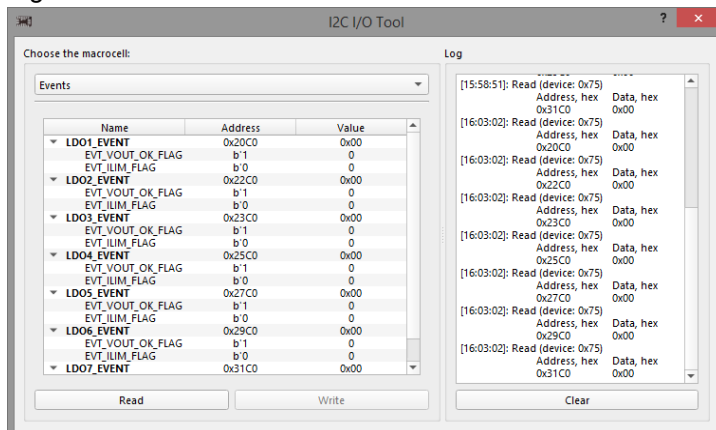 I2C I/O Tool
?
×
Choose the macrocell:
Events
Name Address Value
LDO1_EVENT 0x20C0 0x00
EVT_VOUT_OK_FLAG b'1 0
EVT_ILIM_FLAG b'0 0
LDO2_EVENT 0x22C0 0x00
EVT_VOUT_OK_FLAG b'1 0
EVT_ILIM_FLAG b'0 0
LDO3_EVENT 0x23C0 0x00
EVT_VOUT_OK_FLAG b'1 0
EVT_ILIM_FLAG b'0 0
LDO4_EVENT 0x25C0 0x00
EVT_VOUT_OK_FLAG b'1 0
EVT_ILIM_FLAG b'0 0
LDO5_EVENT 0x27C0 0x00
EVT_VOUT_OK_FLAG b'1 0
EVT_ILIM_FLAG b'0 0
LDO6_EVENT 0x29C0 0x00
EVT_VOUT_OK_FLAG b'1 0
EVT_ILIM_FLAG b'0 0
LDO7_EVENT 0x31C0 0x00
Read
Write
Log
[15:58:51]: Read (device: 0x75)
Address, hex Data, hex
0x31C0 0x00
[16:03:02]: Read (device: 0x75)
Address, hex Data, hex
0x20C0 0x00
[16:03:02]: Read (device: 0x75)
Address, hex Data, hex
0x22C0 0x00
[16:03:02]: Read (device: 0x75)
Address, hex Data, hex
0x23C0 0x00
[16:03:02]: Read (device: 0x75)
Address, hex Data, hex
0x25C0 0x00
[16:03:02]: Read (device: 0x75)
Address, hex Data, hex
0x27C0 0x00
[16:03:02]: Read (device: 0x75)
Address, hex Data, hex
0x29C0 0x00
[16:03:02]: Read (device: 0x75)
Address, hex Data, hex
0x31C0 0x00
Clear